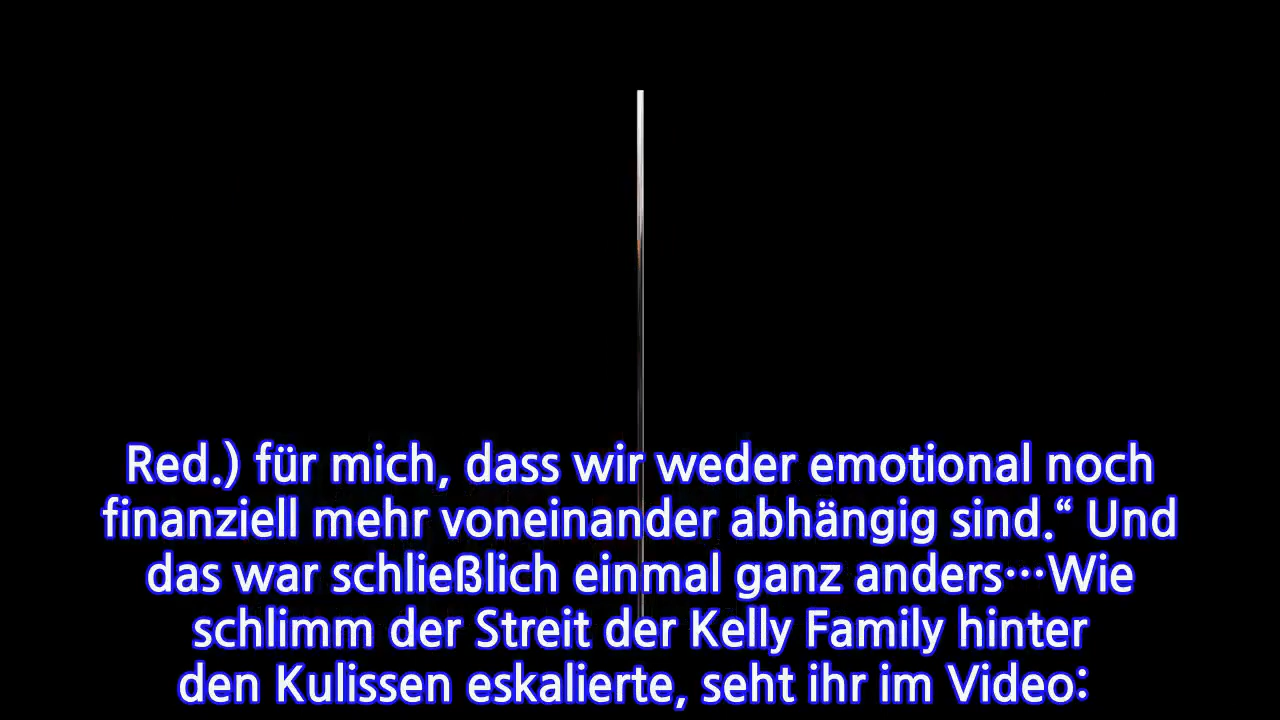 Red.) für mich, dass wir weder emotional noch
finanziell mehr voneinander abhängig sind.“ Und
das war schließlich einmal ganz anders…Wie
schlimm der Streit der Kelly Family hinter
den Kulissen eskalierte, seht ihr im Video: